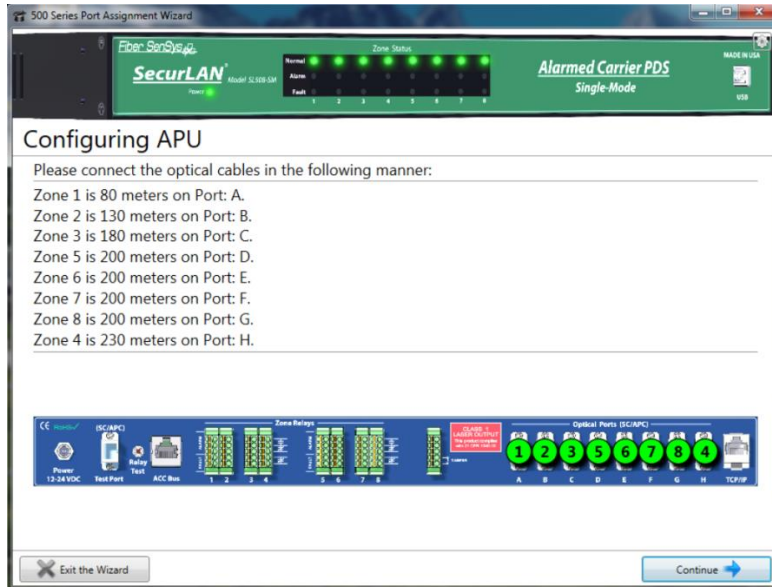 500 Series Port Assignment Wizard
Fiber SenSys
SecurLAN® Model SL508-SM
Power
Zone Status
Normal
Alarm
Fault
1 2 3 4 5 6 7 8
Alarmed Carrier PDS
Single-Mode
MADE IN USA
USB
Configuring APU
Please connect the optical cables in the following manner:
Zone 1 is 80 meters on Port: A.
Zone 2 is 130 meters on Port: B.
Zone 3 is 180 meters on Port: C.
Zone 5 is 200 meters on Port: D.
Zone 6 is 200 meters on Port: E.
Zone 7 is 200 meters on Port: F.
Zone 8 is 200 meters on Port: G.
Zone 4 is 230 meters on Port: H.
CE RoHS✓
(SC/APC)
Zone Relays
CLASS 1
LASER OUTPUT
Optical Ports (SC/APC)
1 2 3 5 6 7 8 4
Power
12-24 VDC
Test Port
Relay
Test
ACC Bus
1 2 3 4 5 6 7 8
A B C D E F G H
TCP/IP
Exit the Wizard
Continue